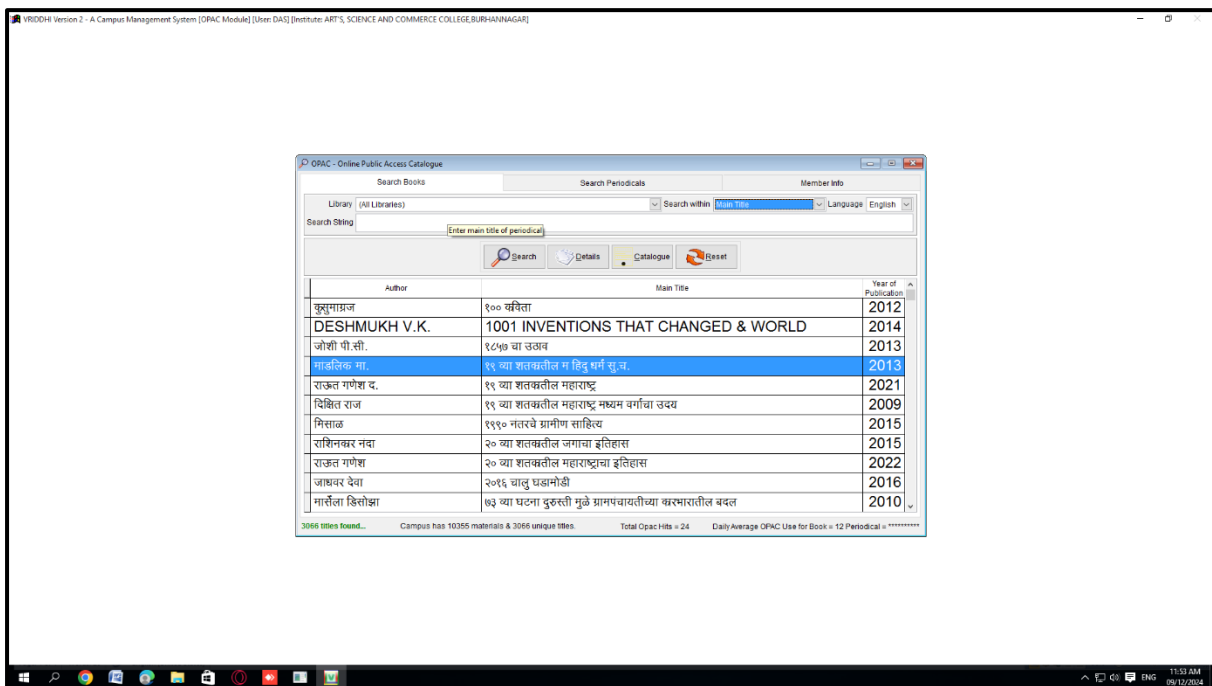 VRIDDHI Version 2 - A Campus Management System [OPAC Module] [User: DAS] [Institute: ART'S, SCIENCE AND COMMERCE COLLEGE,BURHANNAGAR]
OPAC - Online Public Access Catalogue
Search Books Search Periodicals Member Info
Library (All Libraries) Search within Main Title Language English
Search String
Enter main title of periodical
Search Details Catalogue Reset
Author Main Title Year of Publication
कुसुमाग्रज १०० कविता 2012
DESHMUKH V.K. 1001 INVENTIONS THAT CHANGED & WORLD 2014
जोशी पी.सी. १८५७ चा उठाव 2013
माडलिक मा. १९ व्या शतकातील म हिदु धर्म सु.च. 2013
राऊत गणेश द. १९ व्या शतकातील महाराष्ट्र 2021
दिक्षित राज १९ व्या शतकातील महाराष्ट्र मध्यम वर्गाचा उदय 2009
मिसाळ १९९० नतरचे ग्रामीण साहित्य 2015
राशिनकर नदा २० व्या शतकातील जगाचा इतिहास 2015
राऊत गणेश २० व्या शतकातील महाराष्ट्राचा इतिहास 2022
जाधवर देवा २०१६ चालु घडामोडी 2016
मार्सेला डिसोझा ७३ व्या घटना दुरुस्ती मुळे ग्रामपंचायतीच्या कारभारातील बदल 2010
3066 titles found... Campus has 10355 materials & 3066 unique titles. Total Opac Hits = 24 Daily Average OPAC Use for Book = 12 Periodical = **********
ENG 11:53 AM
09/12/2024